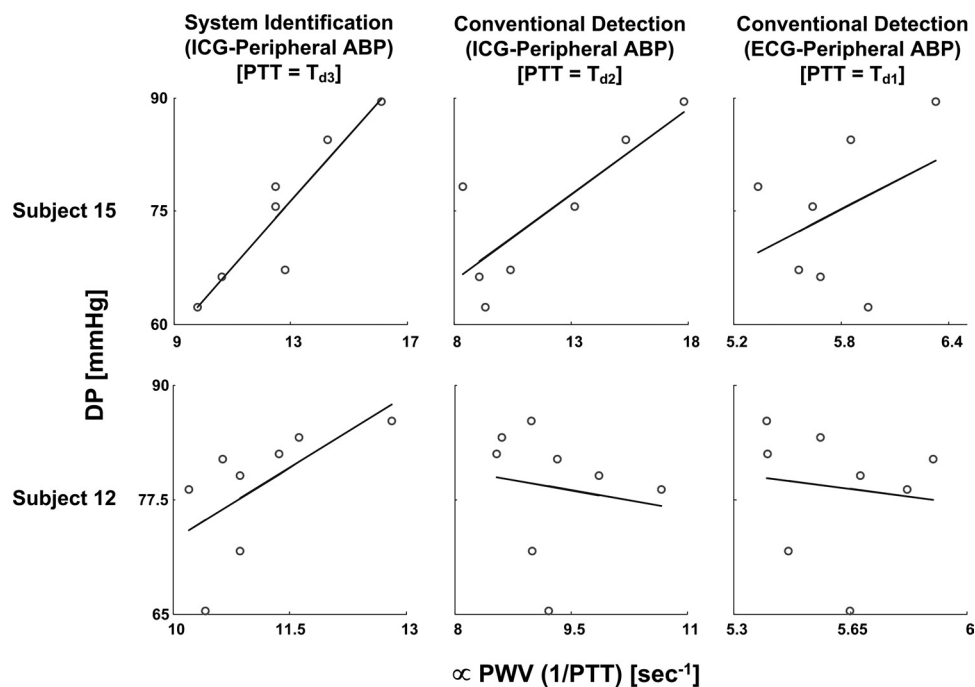 System Identification
(ICG-Peripheral ABP)
[PTT = Td3]
Conventional Detection
(ICG-Peripheral ABP)
[PTT = Td2]
Conventional Detection
(ECG-Peripheral ABP)
[PTT = Td1]
Subject 15
90
75
60
9 13 17
8 13 18
5.2 5.8 6.4
DP [mmHg]
Subject 12
90
77.5
65
10 11.5 13
8 9.5 11
5.3 5.65 6
∝ PWV (1/PTT) [sec-1]